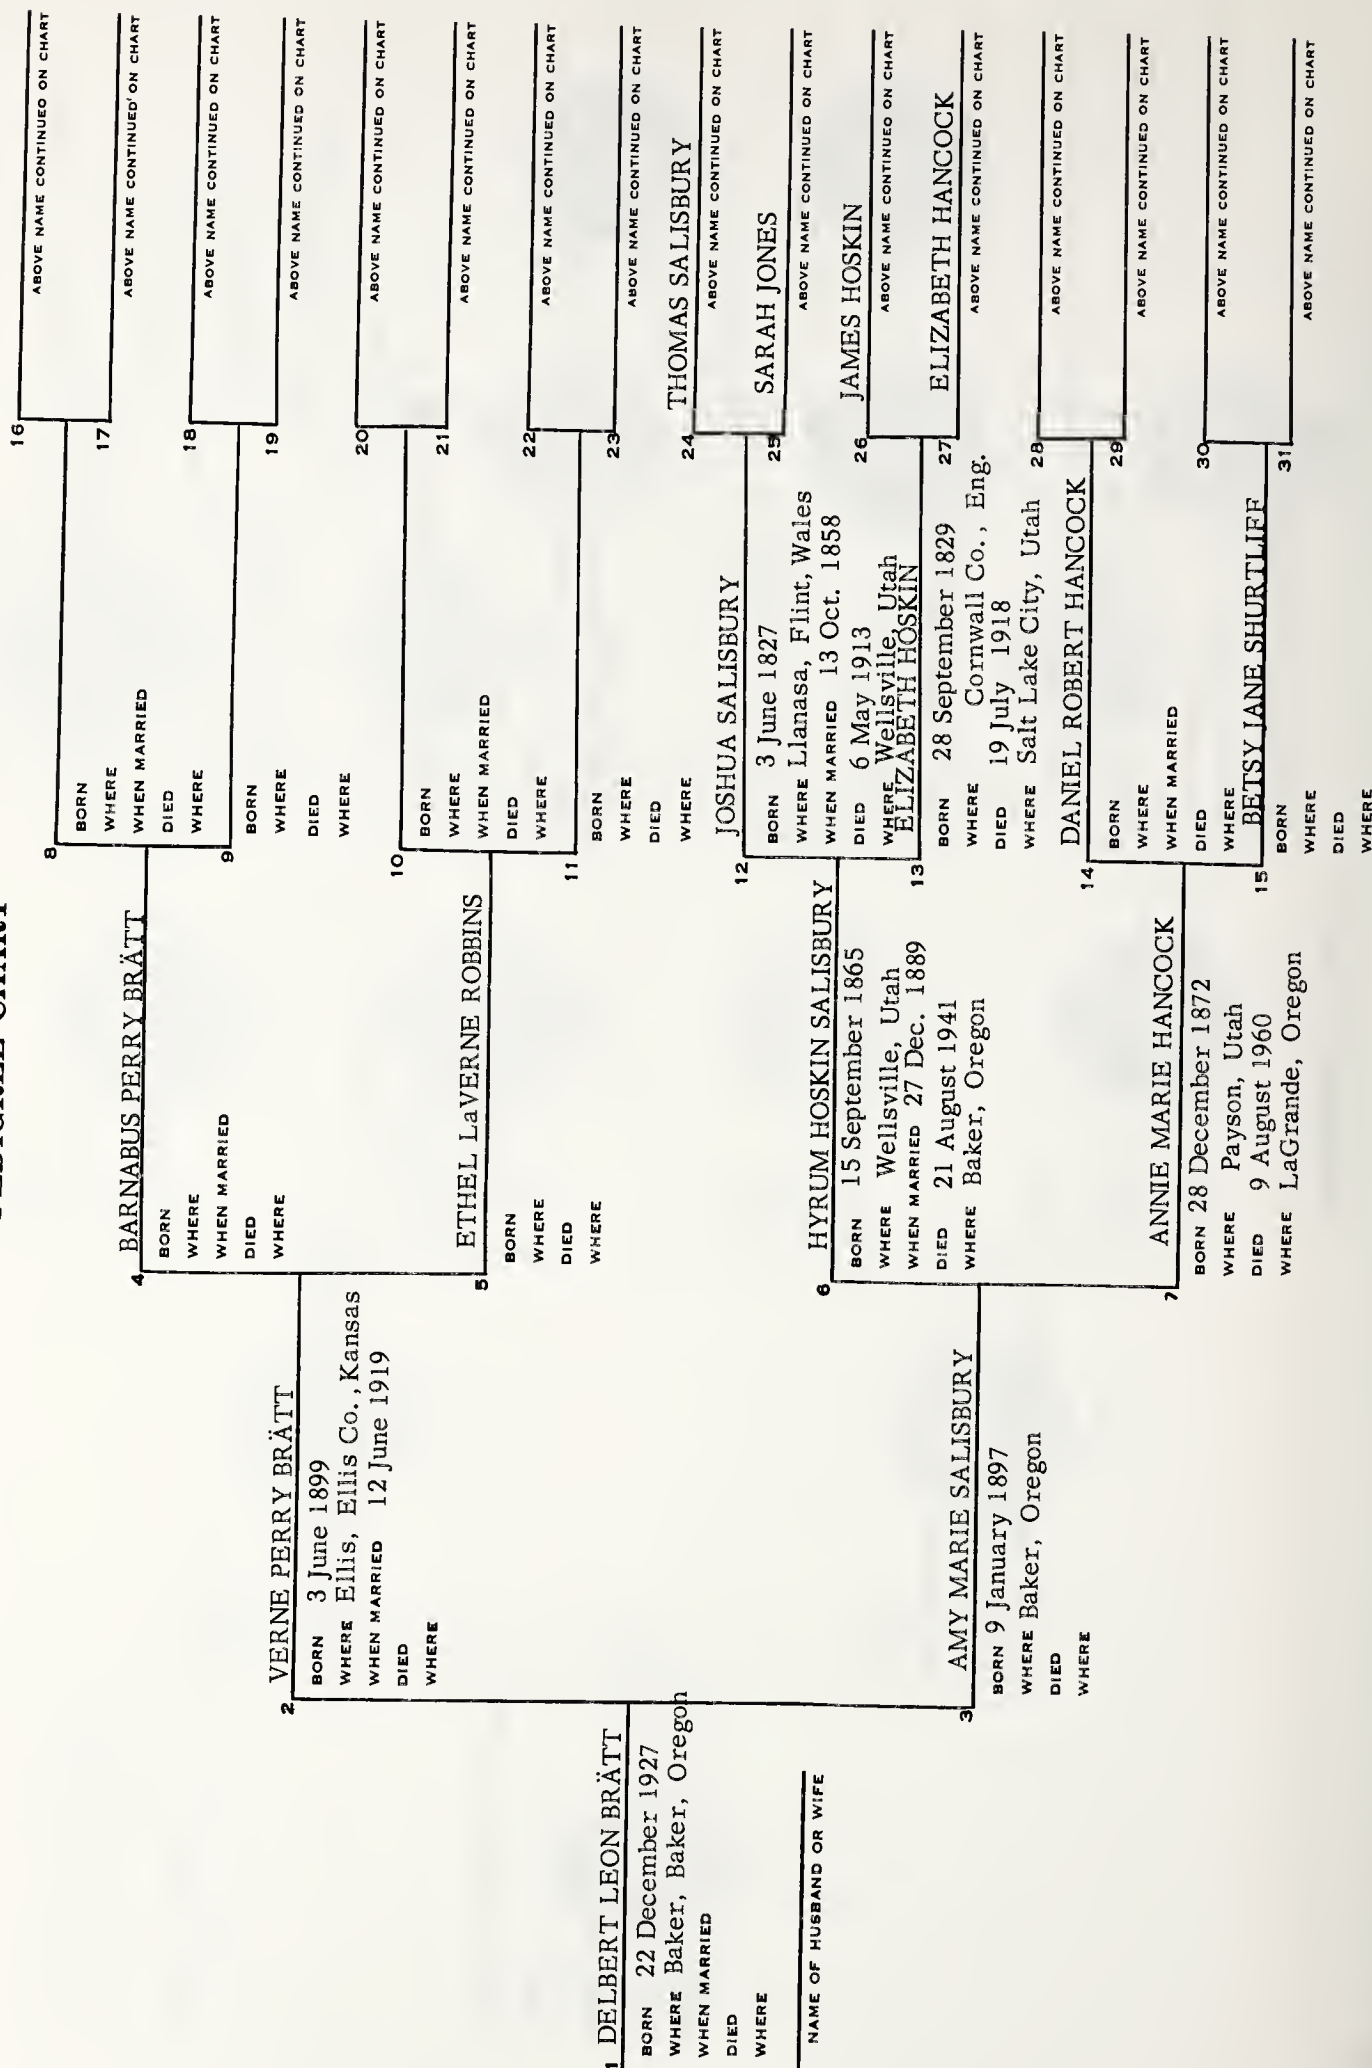 PEDIGREE CHART
1 DELBERT LEON BRÄTT
BORN 22 December 1927
WHERE Baker, Baker, Oregon
WHEN MARRIED
DIED
WHERE
NAME OF HUSBAND OR WIFE
2 VERNE PERRY BRÄTT
BORN 3 June 1899
WHERE Ellis, Ellis Co., Kansas
WHEN MARRIED 12 June 1919
DIED
WHERE
3 AMY MARIE SALISBURY
BORN 9 January 1897
WHERE Baker, Oregon
DIED
WHERE
4 BARNABUS PERRY BRÄTT
BORN
WHERE
WHEN MARRIED
DIED
WHERE
5 ETHEL LaVERNE ROBBINS
BORN
WHERE
DIED
WHERE
6 HYRUM HOSKIN SALISBURY
BORN 15 September 1865
WHERE Wellsville, Utah
WHEN MARRIED 27 Dec. 1889
DIED 21 August 1941
WHERE Baker, Oregon
7 ANNIE MARIE HANCOCK
BORN 28 December 1872
WHERE Payson, Utah
DIED 9 August 1960
WHERE LaGrande, Oregon
8
BORN
WHERE
WHEN MARRIED
DIED
WHERE
9
BORN
WHERE
DIED
WHERE
10
BORN
WHERE
WHEN MARRIED
DIED
WHERE
11
BORN
WHERE
DIED
WHERE
12 JOSHUA SALISBURY
BORN 3 June 1827
WHERE Llanasa, Flint, Wales
WHEN MARRIED 13 Oct. 1858
DIED 6 May 1913
WHERE Wellsville, Utah
13 ELIZABETH HOSKIN
BORN 28 September 1829
WHERE Cornwall Co., Eng.
DIED 19 July 1918
WHERE Salt Lake City, Utah
14 DANIEL ROBERT HANCOCK
BORN
WHERE
WHEN MARRIED
DIED
WHERE
15 BETSY JANE SHURTLIFF
BORN
WHERE
DIED
WHERE
16
ABOVE NAME CONTINUED ON CHART
17
ABOVE NAME CONTINUED ON CHART
18
ABOVE NAME CONTINUED ON CHART
19
ABOVE NAME CONTINUED ON CHART
20
ABOVE NAME CONTINUED ON CHART
21
ABOVE NAME CONTINUED ON CHART
22
ABOVE NAME CONTINUED ON CHART
23
ABOVE NAME CONTINUED ON CHART
24 THOMAS SALISBURY
ABOVE NAME CONTINUED ON CHART
25 SARAH JONES
ABOVE NAME CONTINUED ON CHART
26 JAMES HOSKIN
ABOVE NAME CONTINUED ON CHART
27 ELIZABETH HANCOCK
ABOVE NAME CONTINUED ON CHART
28
ABOVE NAME CONTINUED ON CHART
29
ABOVE NAME CONTINUED ON CHART
30
ABOVE NAME CONTINUED ON CHART
31
ABOVE NAME CONTINUED ON CHART